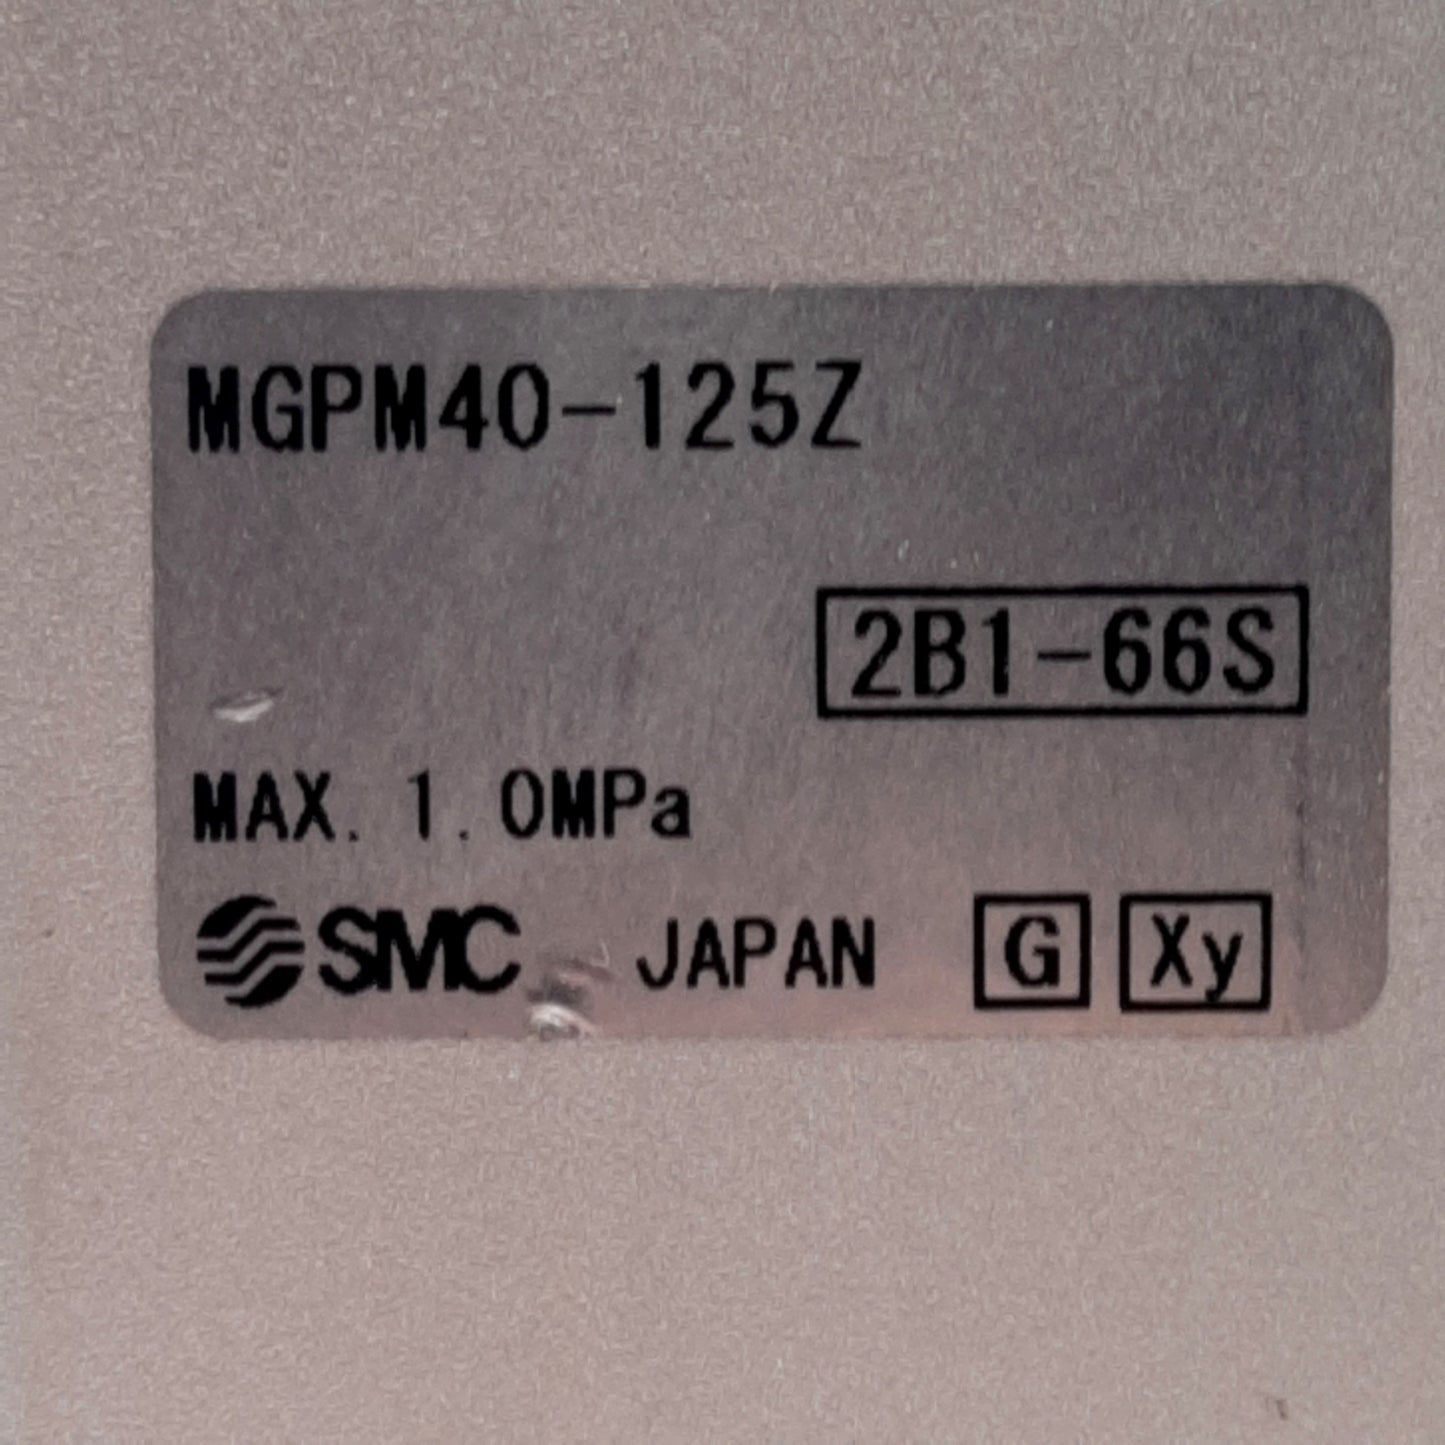 MGPM40-125Z
2B1-66S
MAX. 1.0MPa
SMC JAPAN G Xy